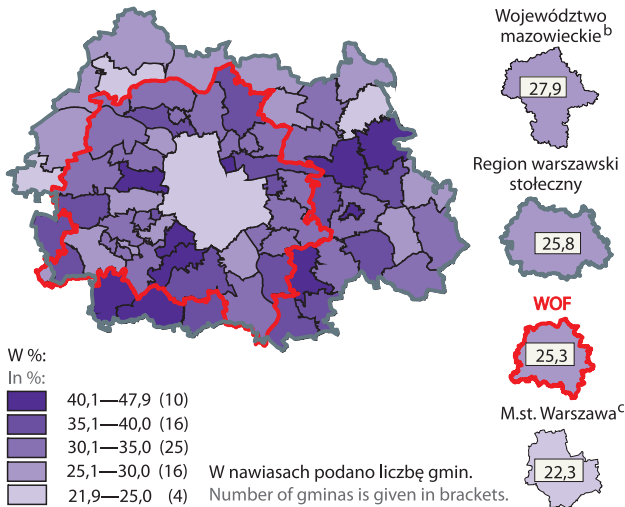 Województwo
mazowieckie b
27,9
Region warszawski
stołeczny
25,8
WOF
25,3
M.st. Warszawa c
22,3
W %:
In %:
40,1—47,9 (10)
35,1—40,0 (16)
30,1—35,0 (25)
25,1—30,0 (16)
21,9—25,0 (4)
W nawiasach podano liczbę gmin.
Number of gminas is given in brackets.